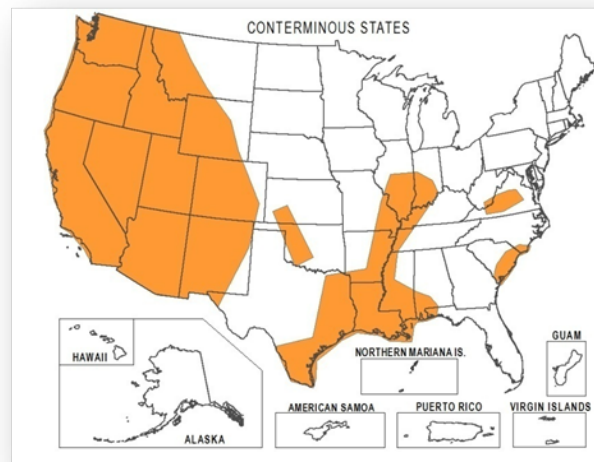 CONTERMINOUS STATES
GUAM
HAWAII
NORTHERN MARIANA IS.
AMERICAN SAMOA
PUERTO RICO
VIRGIN ISLANDS
ALASKA